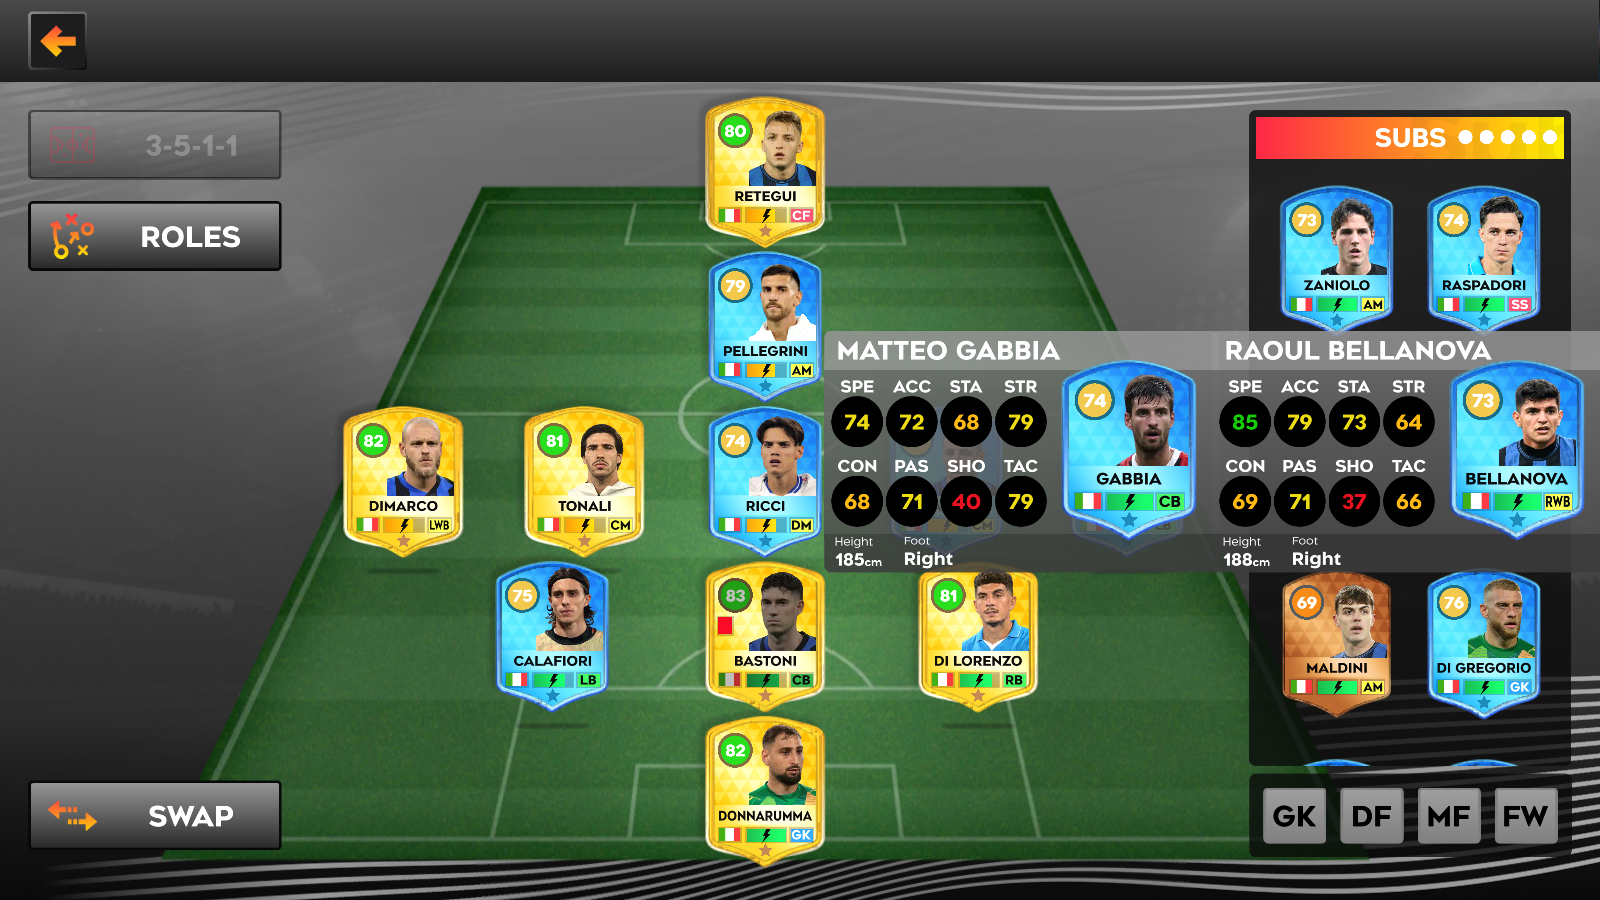 3-5-1-1
ROLES
SWAP
80
RETEGUI
CF
79
PELLEGRINI
AM
82
DIMARCO
LWB
81
TONALI
CM
74
RICCI
DM
CM
75
CALAFIORI
LB
83
BASTONI
CB
81
DI LORENZO
RB
82
DONNARUMMA
GK
MATTEO GABBIA
SPE ACC STA STR
74 72 68 79
CON PAS SHO TAC
68 71 40 79
Height Foot
185cm Right
74
GABBIA
CB
RAOUL BELLANOVA
SPE ACC STA STR
85 79 73 64
CON PAS SHO TAC
69 71 37 66
Height Foot
188cm Right
73
BELLANOVA
RWB
SUBS
73
ZANIOLO
AM
74
RASPADORI
SS
69
MALDINI
AM
76
DI GREGORIO
GK
GK DF MF FW